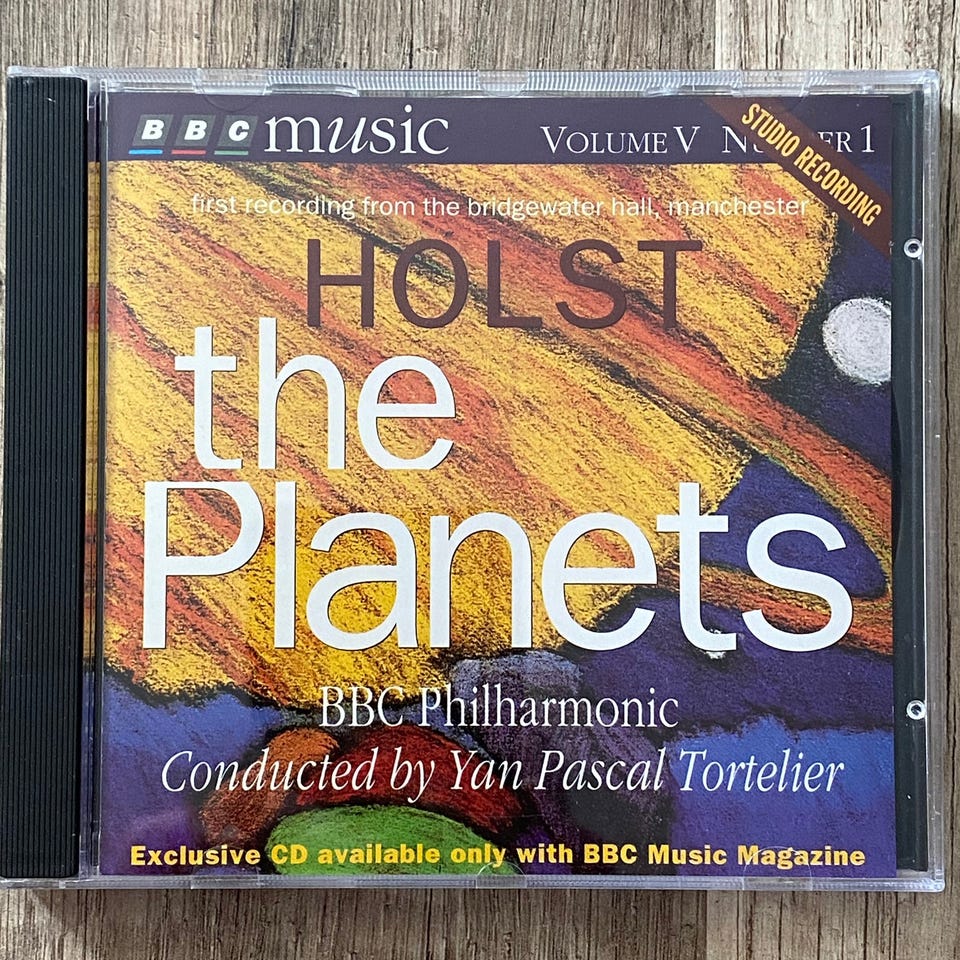 BBC music VOLUME V NUMBER 1
STUDIO RECORDING
first recording from the bridgewater hall, manchester
HOLST
the
Planets
BBC Philharmonic
Conducted by Yan Pascal Tortelier
Exclusive CD available only with BBC Music Magazine